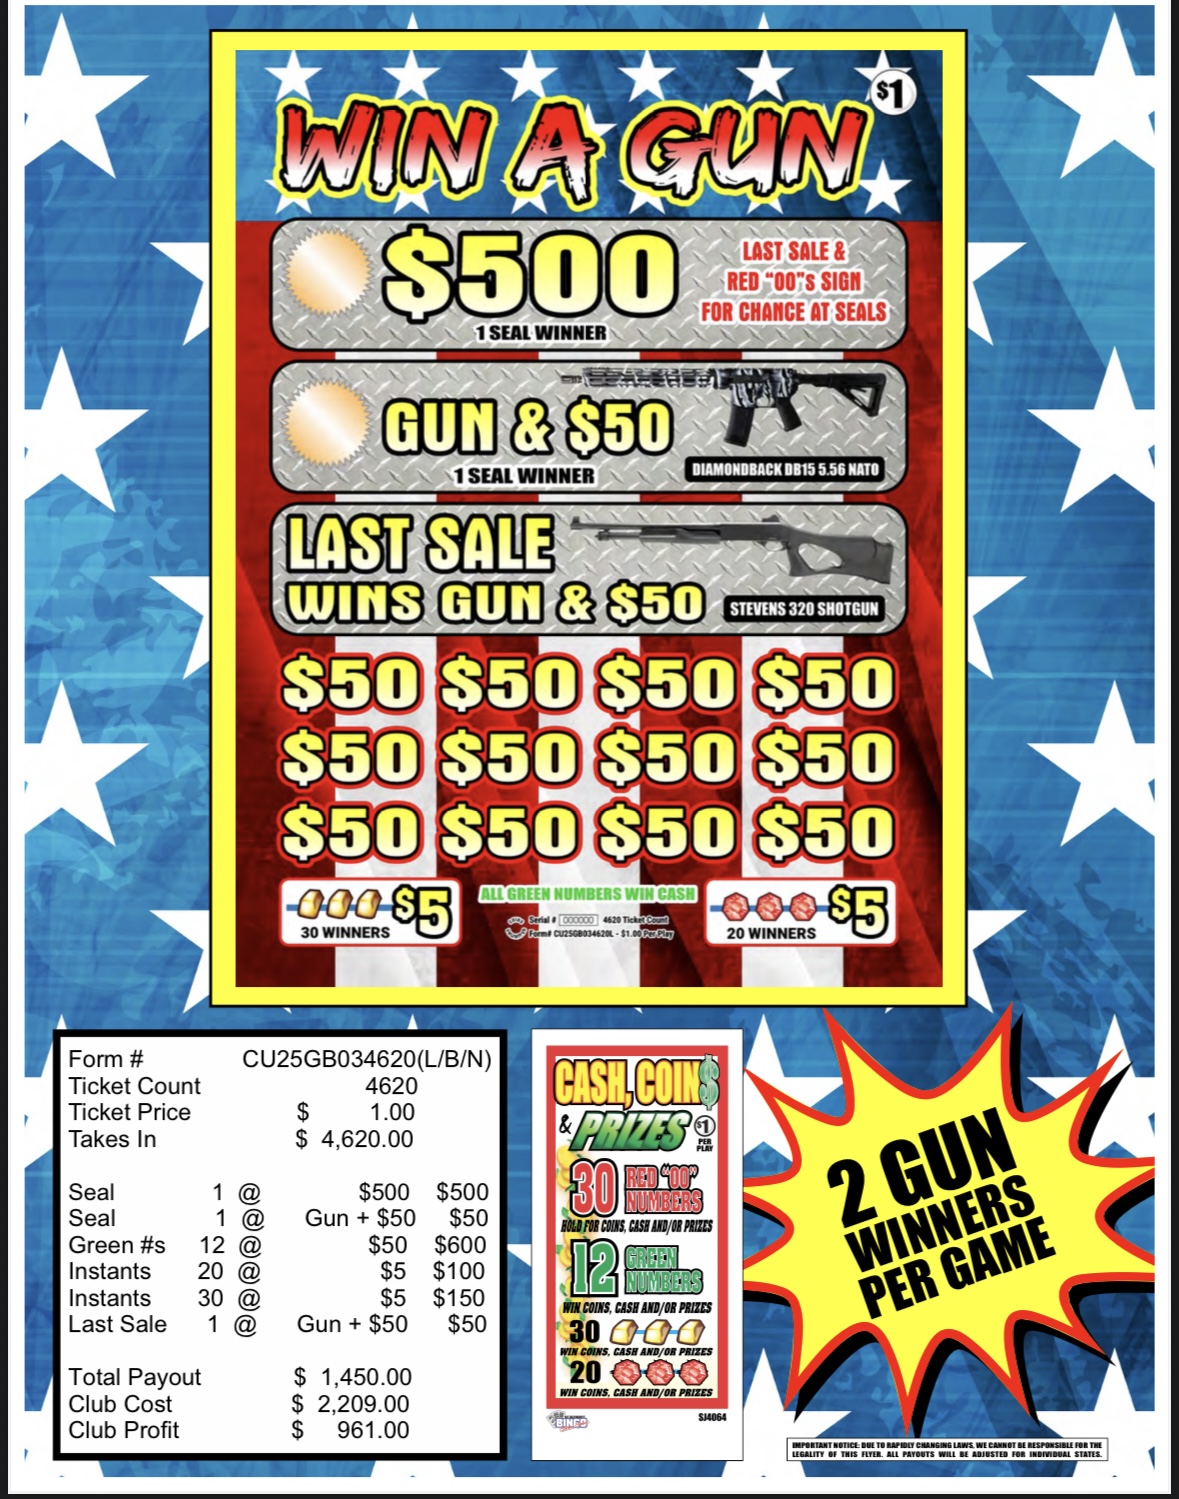 $1
WIN A GUN
$500
1 SEAL WINNER
LAST SALE &
RED "00"s SIGN
FOR CHANCE AT SEALS
GUN & $50
1 SEAL WINNER
DIAMONDBACK DB15 5.56 NATO
LAST SALE
WINS GUN & $50
STEVENS 320 SHOTGUN
$50 $50 $50 $50
$50 $50 $50 $50
$50 $50 $50 $50
$5
30 WINNERS
ALL GREEN NUMBERS WIN CASH
Serial # 000000 4620 Ticket Count
Form# CU25GB034620L - $1.00 Per Play
$5
20 WINNERS
Form # CU25GB034620(L/B/N)
Ticket Count 4620
Ticket Price $ 1.00
Takes In $ 4,620.00
Seal 1 @ $500 $500
Seal 1 @ Gun + $50 $50
Green #s 12 @ $50 $600
Instants 20 @ $5 $100
Instants 30 @ $5 $150
Last Sale 1 @ Gun + $50 $50
Total Payout $ 1,450.00
Club Cost $ 2,209.00
Club Profit $ 961.00
CASH, COIN$
& PRIZES
$1
PER
PLAY
30 RED "00"
NUMBERS
HOLD FOR COINS, CASH AND/OR PRIZES
12 GREEN
NUMBERS
WIN COINS, CASH AND/OR PRIZES
30
WIN COINS, CASH AND/OR PRIZES
20
WIN COINS, CASH AND/OR PRIZES
SJ4064
2 GUN
WINNERS
PER GAME
IMPORTANT NOTICE: DUE TO RAPIDLY CHANGING LAWS, WE CANNOT BE RESPONSIBLE FOR THE
LEGALITY OF THIS FLYER. ALL PAYOUTS WILL BE ADJUSTED FOR INDIVIDUAL STATES.